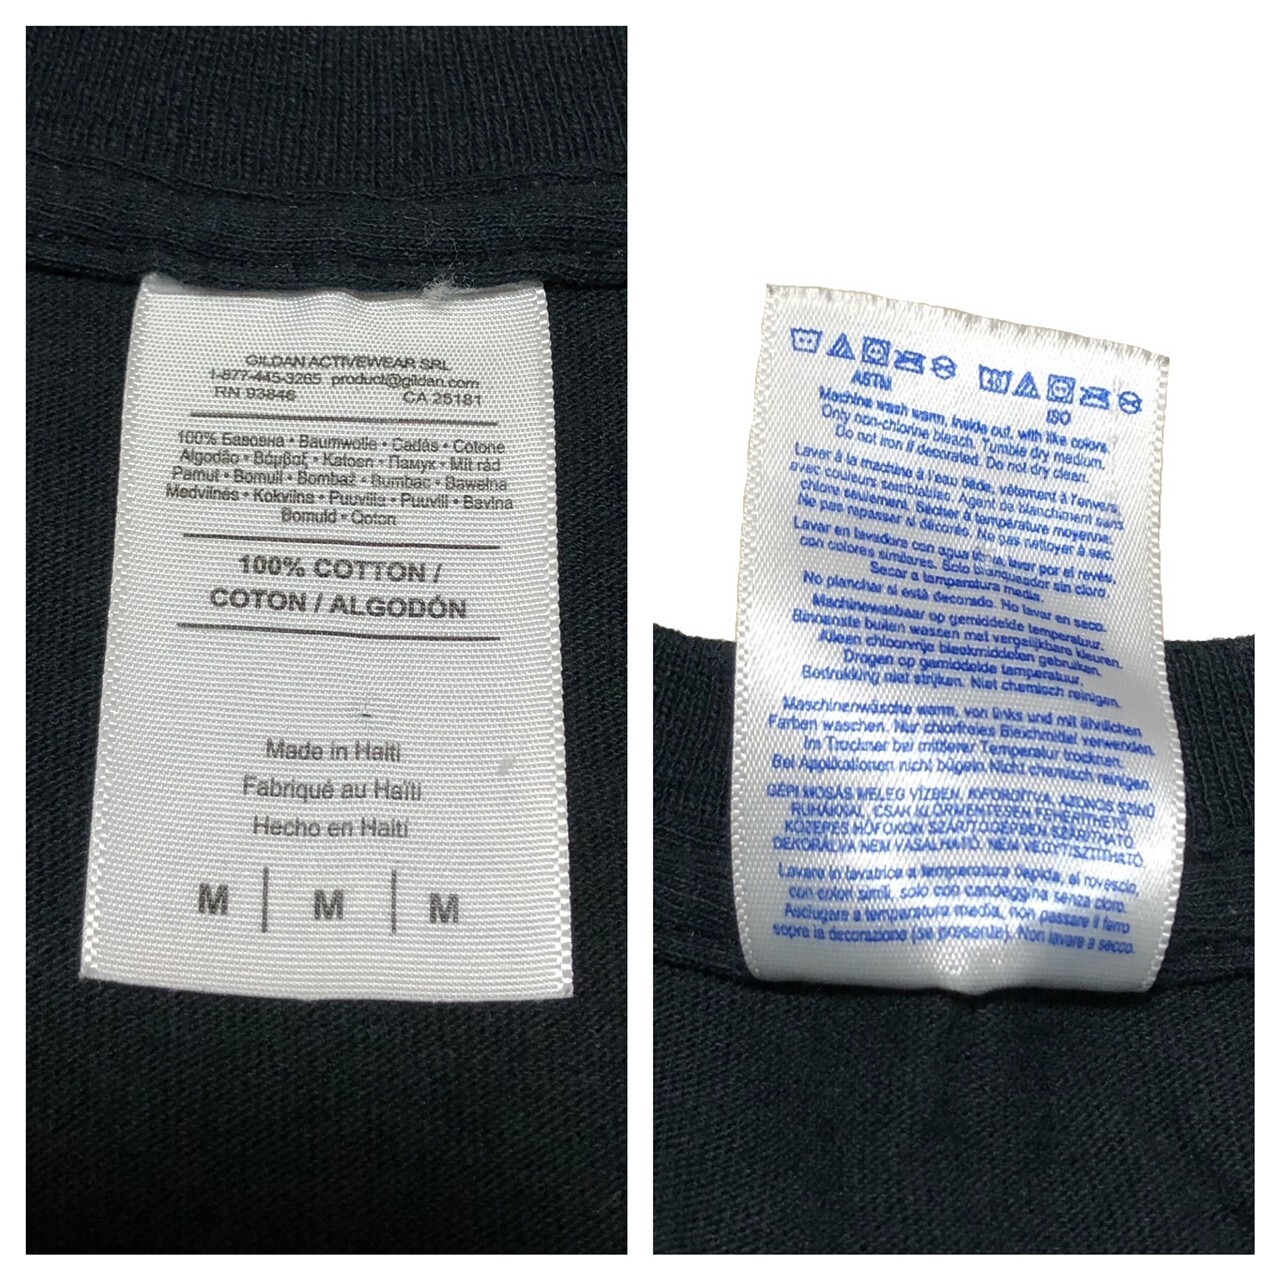 GILDAN ACTIVEWEAR SRL
1-877-445-3265 product@gildan.com
RN 93846 CA 25181
100% Бавовна • Baumwolle • Cadás • Cotone
Algodão • Βάμβαξ • Katoen • Памук • Mit rád
Pamut • Bomull • Bombaž • Bumbac • Bawełna
Medvilnės • Kokvilna • Puuvilla • Puuvill • Bavlna
Bomuld • Qoton
100% COTTON /
COTON / ALGODÓN
Made in Haiti
Fabriqué au Haïti
Hecho en Haití
M | M | M
ASTM
ISO
Machine wash warm, inside out, with like colors.
Only non-chlorine bleach. Tumble dry medium.
Do not iron if decorated. Do not dry clean.
Laver à la machine à l'eau tiède, vêtement à l'envers,
avec couleurs semblables. Agent de blanchiment sans
chlore seulement. Sécher à température moyenne.
Ne pas repasser si décorée. Ne pas nettoyer à sec.
Lavar en lavadora con agua lavar por el revés,
con colores similares. Solo blanqueador sin cloro.
Secar a temperatura media.
No planchar si está decorado. No lavar en seco.
Machinewasbaar op gemiddelde temperatuur.
Binnenste buiten wassen met vergelijkbare kleuren.
Alleen chloorvrije bleekmiddelen gebruiken.
Drogen op gemiddelde temperatuur.
Bedrukking niet strijken. Niet chemisch reinigen.
Maschinenwäsche warm, von links und mit ähnlichen
Farben waschen. Nur chlorfreies Bleichmittel verwenden.
Im Trockner bei mittlerer Temperatur trocknen.
Bei Applikationen nicht bügeln. Nicht chemisch reinigen.
GÉPI MOSÁS MELEG VÍZBEN, KIFORDÍTVA, AZONOS SZÍNŰ
RUHÁKKAL, CSAK KLÓRMENTESEN FEHÉRÍTHETŐ,
KÖZEPES HŐFOKON SZÁRÍTÓGÉPBEN SZÁRÍTHATÓ.
DEKORÁLVA NEM VASALHATÓ. NEM VEGYTISZTÍTHATÓ.
Lavare in lavatrice a temperatura tiepida, al rovescio,
con colori simili, solo con candeggina senza cloro.
Asciugare a temperatura media, non passare il ferro
sopra la decorazione (se presente). Non lavare a secco.